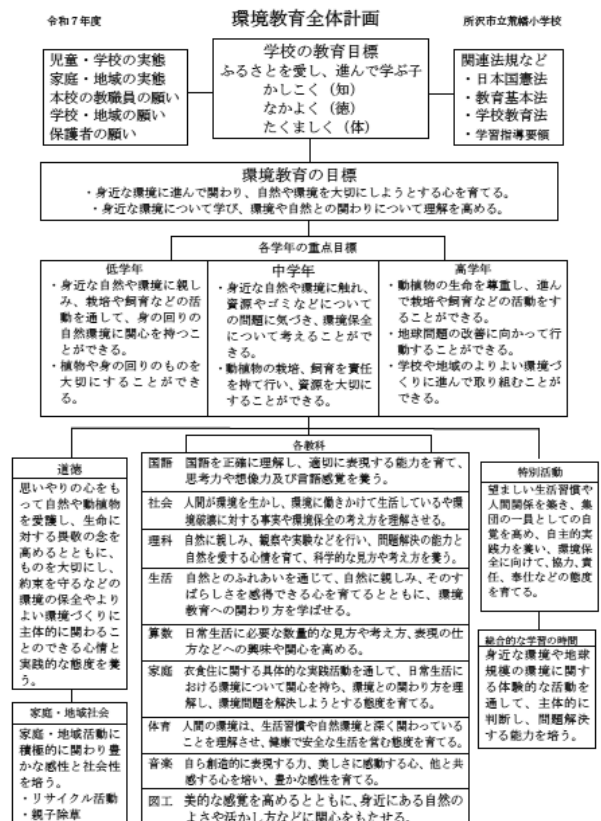 令和７年度
環境教育全体計画
所沢市立荒幡小学校
児童・学校の実態
家庭・地域の実態
本校の教職員の願い
学校・地域の願い
保護者の願い
学校の教育目標
ふるさとを愛し、進んで学ぶ子
かしこく（知）
なかよく（徳）
たくましく（体）
関連法規など
・日本国憲法
・教育基本法
・学校教育法
・学習指導要領
環境教育の目標
・身近な環境に進んで関わり、自然や環境を大切にしようとする心を育てる。
・身近な環境について学び、環境や自然との関わりについて理解を高める。
各学年の重点目標
低学年
・身近な自然や環境に親し
み、栽培や飼育などの活
動を通して、身の回りの
自然環境に関心を持つこ
とができる。
・植物や身の回りのものを
大切にすることができ
る。
中学年
・身近な自然や環境に触れ、
資源やゴミなどについて
の問題に気づき、環境保全
について考えることがで
きる。
・動植物の栽培、飼育を責任
を持て行い、資源を大切に
することができる。
高学年
・動植物の生命を尊重し、進ん
で栽培や飼育などの活動をす
ることができる。
・地球問題の改善に向かって行
動することができる。
・学校や地域のよりよい環境づ
くりに進んで取り組むことが
できる。
道徳
思いやりの心をも
って自然や動植物
を愛護し、生命に
対する畏敬の念を
高めるとともに、
ものを大切にし、
約束を守るなどの
環境の保全やより
よい環境づくりに
主体的に関わるこ
とのできる心情と
実践的な態度を養
う。
家庭・地域社会
家庭・地域活動に
積極的に関わり豊
かな感性と社会性
を培う。
・リサイクル活動
・親子除草
各教科
国語 国語を正確に理解し、適切に表現する能力を育て、
思考力や想像力及び言語感覚を養う。
社会 人間が環境を生かし、環境に働きかけて生活しているや環
境破壊に対する事実や環境保全の考え方を理解させる。
理科 自然に親しみ、観察や実験などを行い、問題解決の能力と
自然を愛する心情を育て、科学的な見方や考え方を養う。
生活 自然とのふれあいを通じて、自然に親しみ、そのす
ばらしさを感得できる心を育てるとともに、環境
教育への関わり方を学ばせる。
算数 日常生活に必要な数量的な見方や考え方、表現の仕
方などへの興味や関心を高める。
家庭 衣食住に関する具体的な実践活動を通して、日常生活に
おける環境について関心を持ち、環境との関わり方を理
解し、環境問題を解決しようとする態度を育てる。
体育 人間の環境は、生活習慣や自然環境と深く関わっている
ことを理解させ、健康で安全な生活を営む態度を育てる。
音楽 自ら創造的に表現する力、美しさに感動する心、他と共
感する心を培い、豊かな感性を育てる。
図工 美的な感覚を高めるとともに、身近にある自然の
よさや活かし方などに関心をもたせる。
特別活動
望ましい生活習慣や
人間関係を築き、集
団の一員としての自
覚を高め、自主的実
践力を養い、環境保
全に向けて、協力、責
任、奉仕などの態度
を育てる。
総合的な学習の時間
身近な環境や地球
規模の環境に関す
る体験的な活動を
通して、主体的に
判断し、問題解決
する能力を培う。